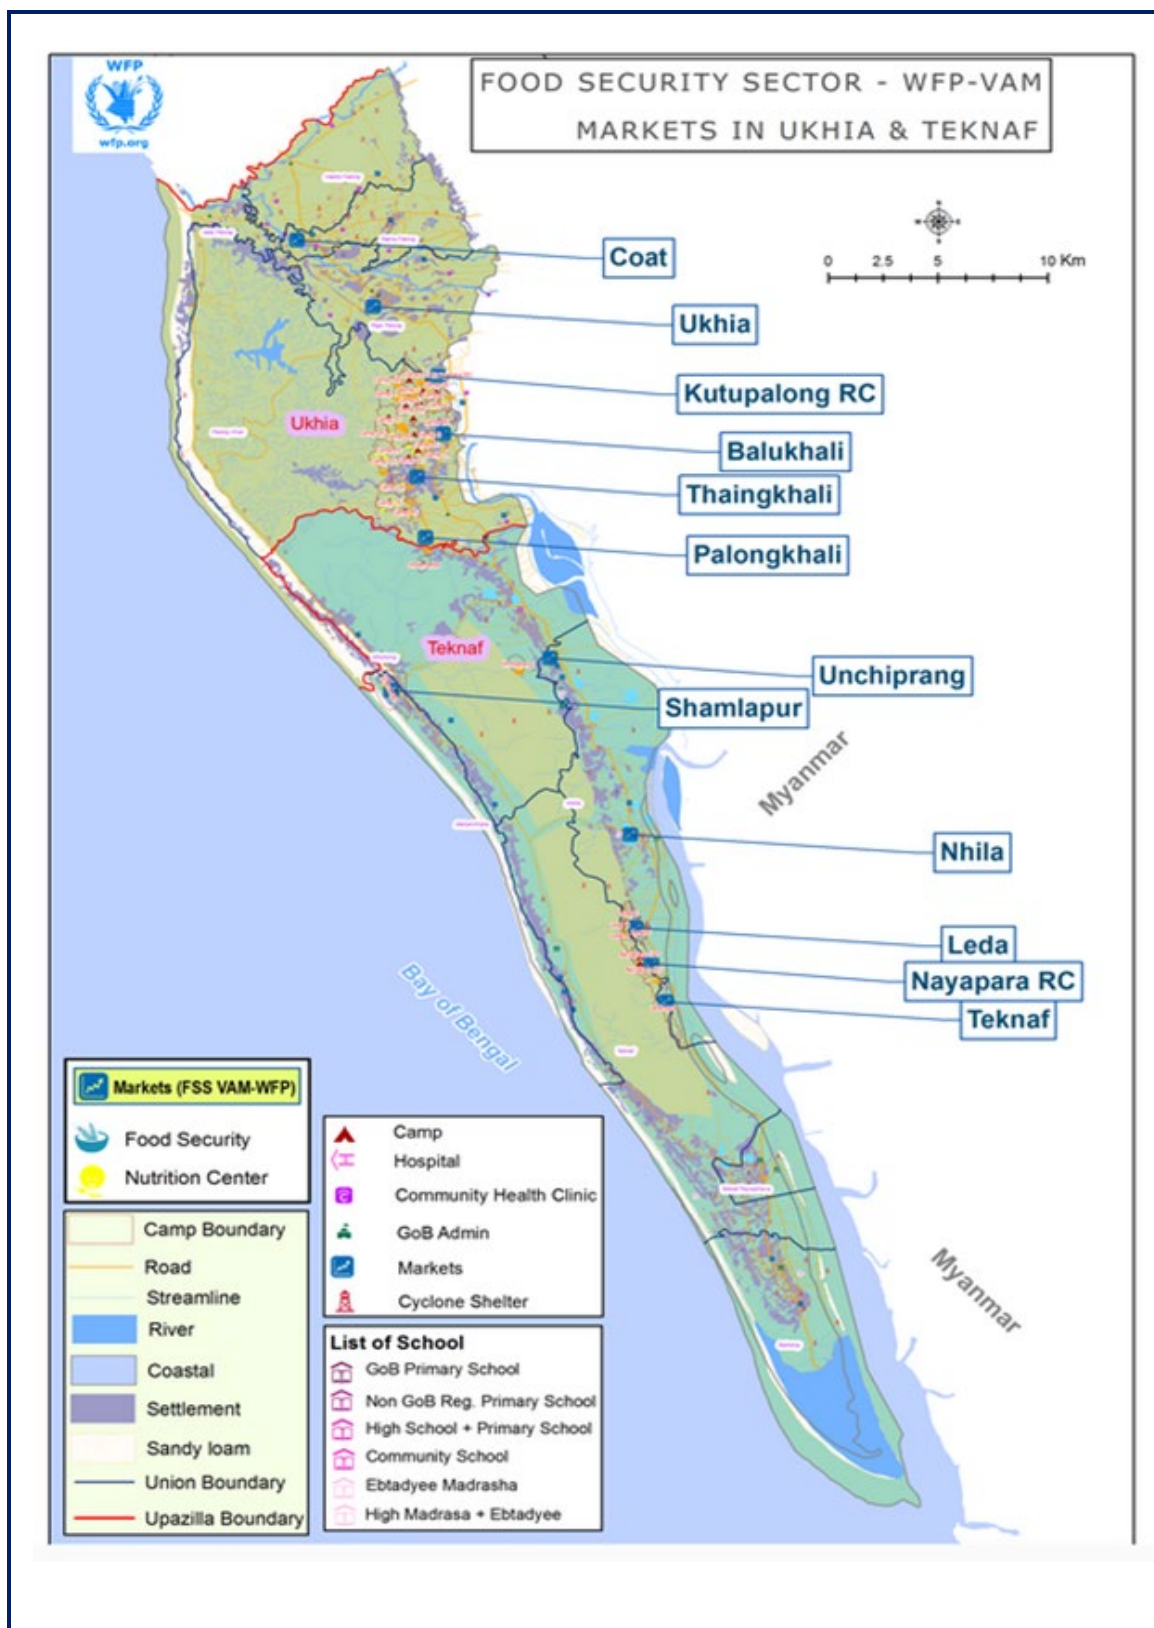 WFP
wfp.org
FOOD SECURITY SECTOR - WFP-VAM
MARKETS IN UKHIA & TEKNAF
N
W
E
S
0 2.5 5 10 Km
Coat
Ukhia
Kutupalong RC
Ukhia
Balukhali
Thaingkhali
Palongkhali
Teknaf
Unchiprang
Shamlapur
Myanmar
Nhila
Leda
Nayapara RC
Teknaf
Bay of Bengal
Myanmar
Markets (FSS VAM-WFP)
Food Security
Nutrition Center
Camp Boundary
Road
Streamline
River
Coastal
Settlement
Sandy loam
Union Boundary
Upazilla Boundary
Camp
Hospital
Community Health Clinic
GoB Admin
Markets
Cyclone Shelter
List of School
GoB Primary School
Non GoB Reg. Primary School
High School + Primary School
Community School
Ebtadyee Madrasha
High Madrasa + Ebtadyee